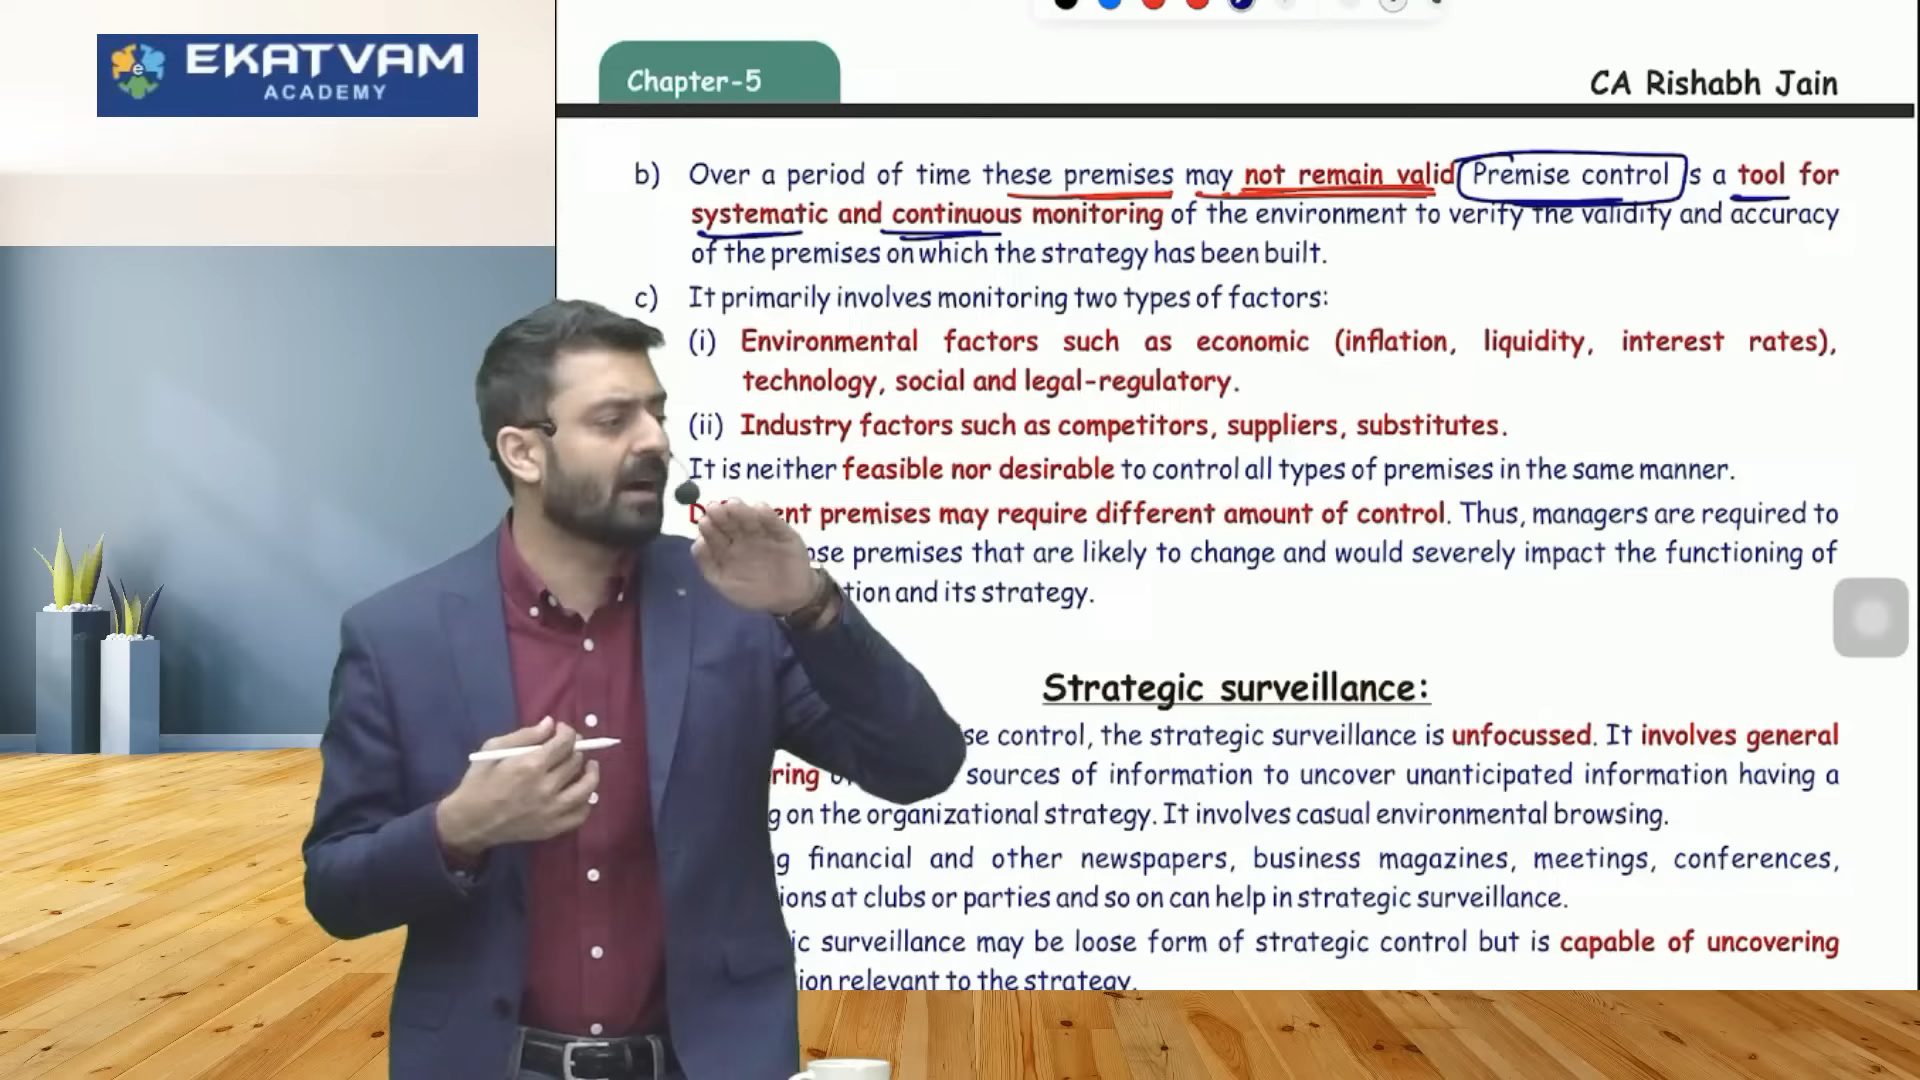 EKATVAM
ACADEMY
Chapter-5
CA Rishabh Jain
b) Over a period of time these premises may not remain valid Premise control is a tool for
systematic and continuous monitoring of the environment to verify the validity and accuracy
of the premises on which the strategy has been built.
c) It primarily involves monitoring two types of factors:
(i) Environmental factors such as economic (inflation, liquidity, interest rates),
technology, social and legal-regulatory.
(ii) Industry factors such as competitors, suppliers, substitutes.
It is neither feasible nor desirable to control all types of premises in the same manner.
premises may require different amount of control. Thus, managers are required to
premises that are likely to change and would severely impact the functioning of
and its strategy.
Strategic surveillance:
control, the strategic surveillance is unfocussed. It involves general
sources of information to uncover unanticipated information having a
on the organizational strategy. It involves casual environmental browsing.
financial and other newspapers, business magazines, meetings, conferences,
at clubs or parties and so on can help in strategic surveillance.
surveillance may be loose form of strategic control but is capable of uncovering
relevant to the strategy.